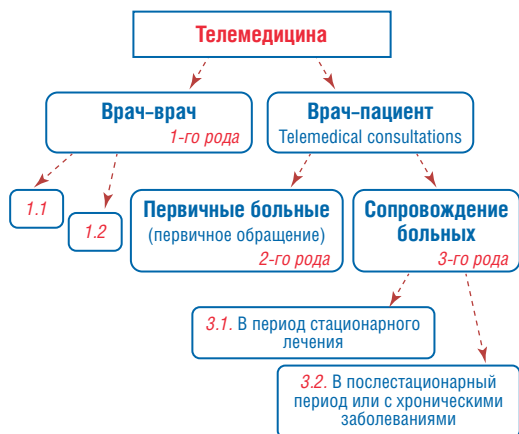 Телемедицина
Врач–врач
1-го рода
Врач–пациент
Telemedical consultations
1.1
1.2
Первичные больные
(первичное обращение)
2-го рода
Сопровождение
больных
3-го рода
3.1. В период стационарного
лечения
3.2. В послестационарный
период или с хроническими
заболеваниями